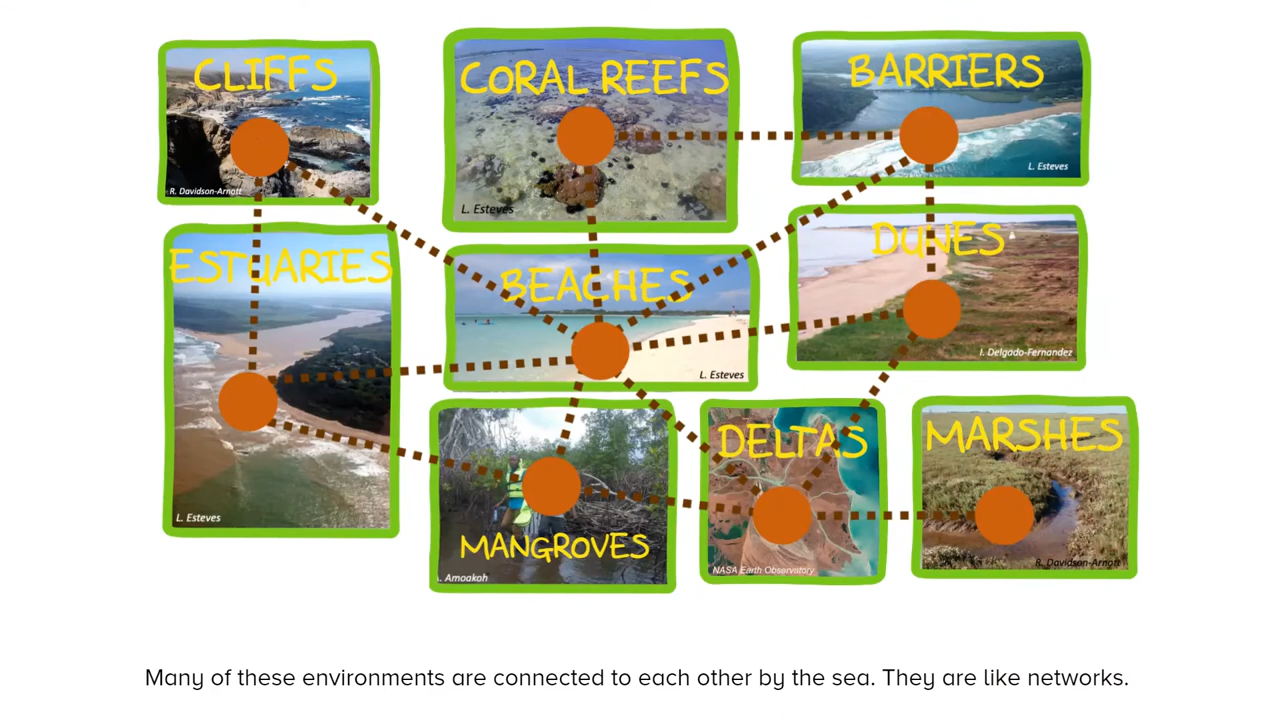 CLIFFS
R. Davidson-Arnott
CORAL REEFS
L. Esteves
BARRIERS
L. Esteves
ESTUARIES
L. Esteves
BEACHES
L. Esteves
DUNES
I. Delgado-Fernandez
MANGROVES
. Amoakoh
DELTAS
NASA Earth Observatory
MARSHES
R. Davidson-Arnott
Many of these environments are connected to each other by the sea. They are like networks.